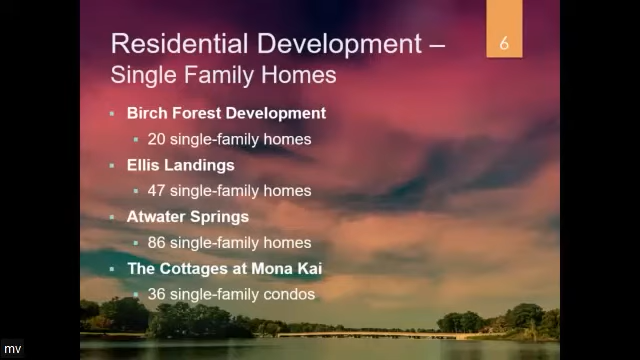 Residential Development –
6
Single Family Homes
Birch Forest Development
20 single-family homes
Ellis Landings
47 single-family homes
Atwater Springs
86 single-family homes
The Cottages at Mona Kai
36 single-family condos
mv